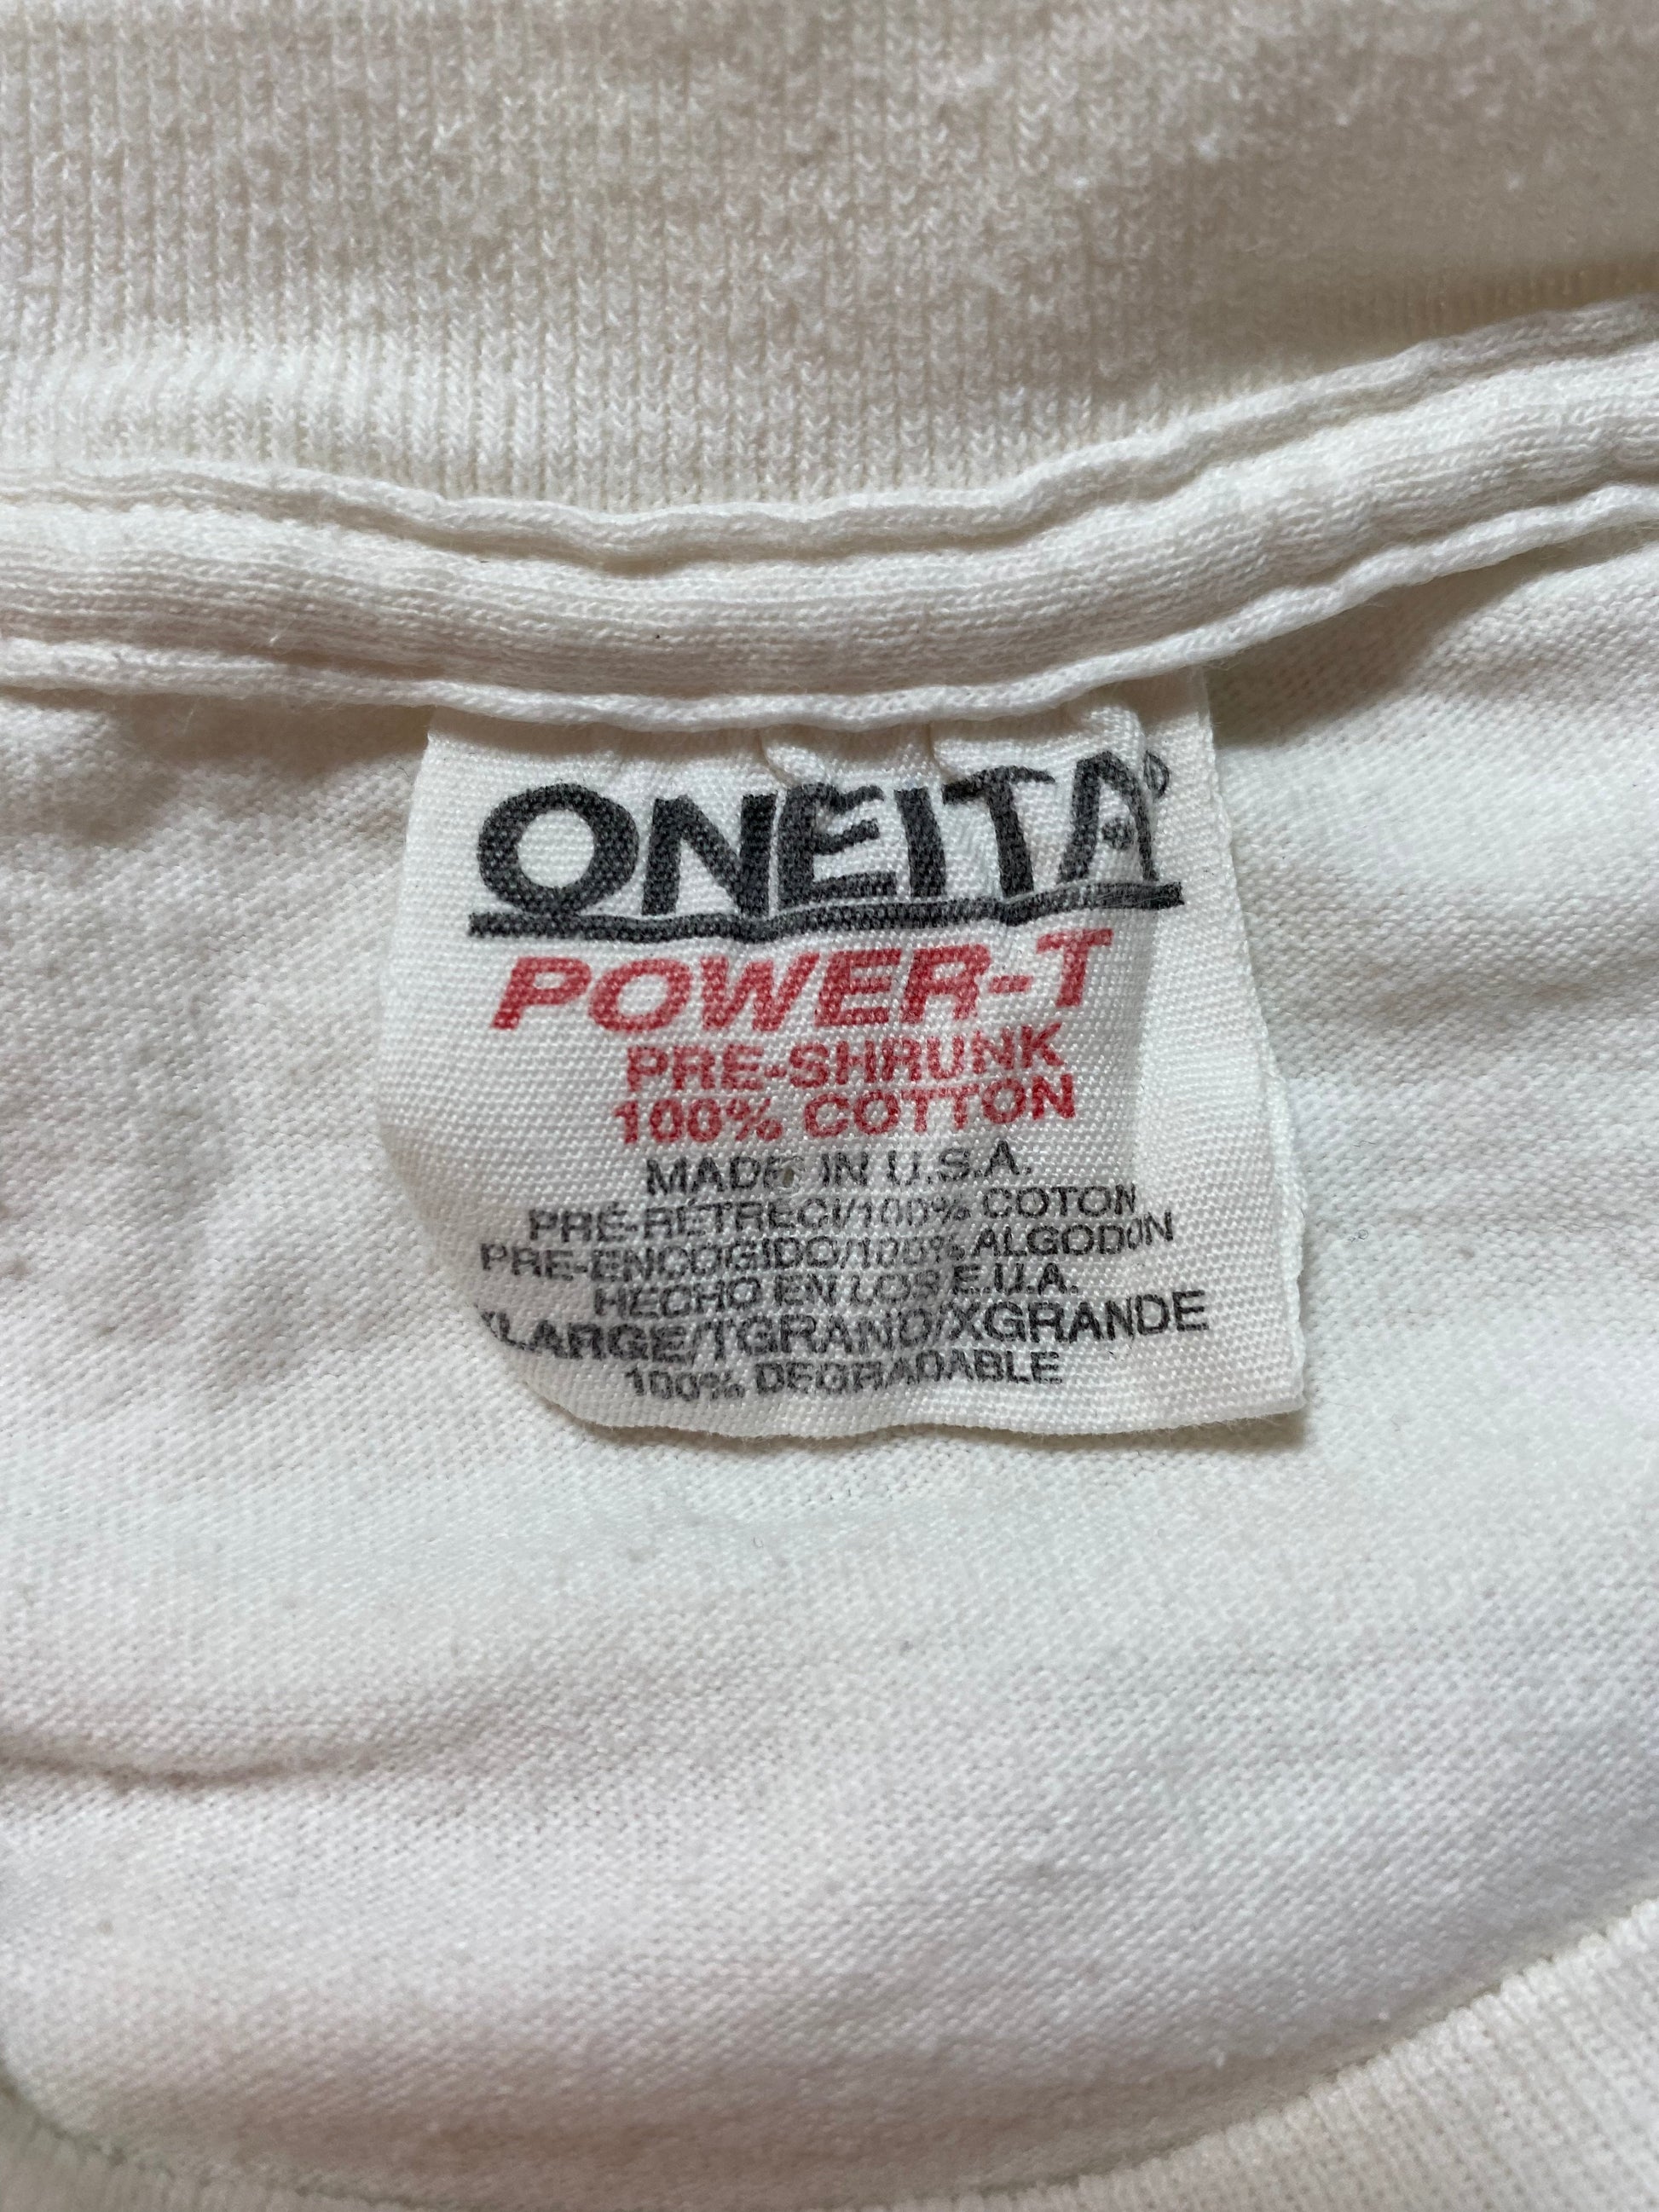 ONEITA®
POWER-T
PRE-SHRUNK
100% COTTON
MADE IN U.S.A.
PRÉ-RÉTRÉCI/100% COTON
PRE-ENCOGIDO/100% ALGODON
HECHO EN LOS E.U.A.
XLARGE/TGRAND/XGRANDE
100% DEGRADABLE